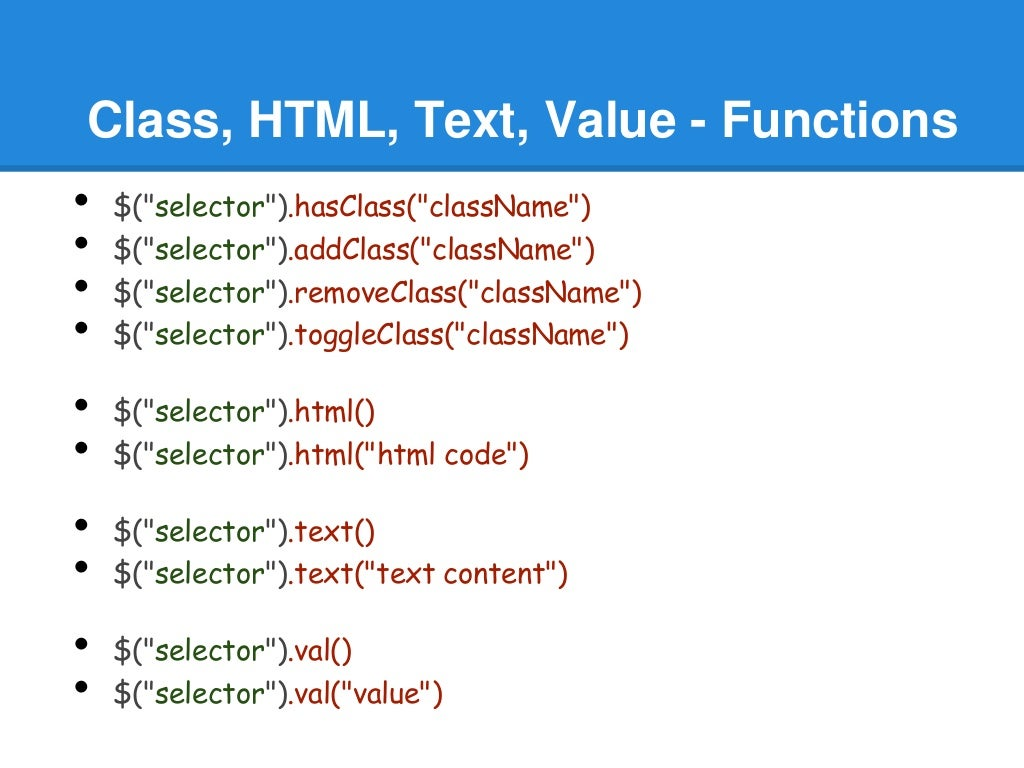 Class, HTML, Text, Value - Functions
• $("selector").hasClass("className")
• $("selector").addClass("className")
• $("selector").removeClass("className")
• $("selector").toggleClass("className")
• $("selector").html()
• $("selector").html("html code")
• $("selector").text()
• $("selector").text("text content")
• $("selector").val()
• $("selector").val("value")